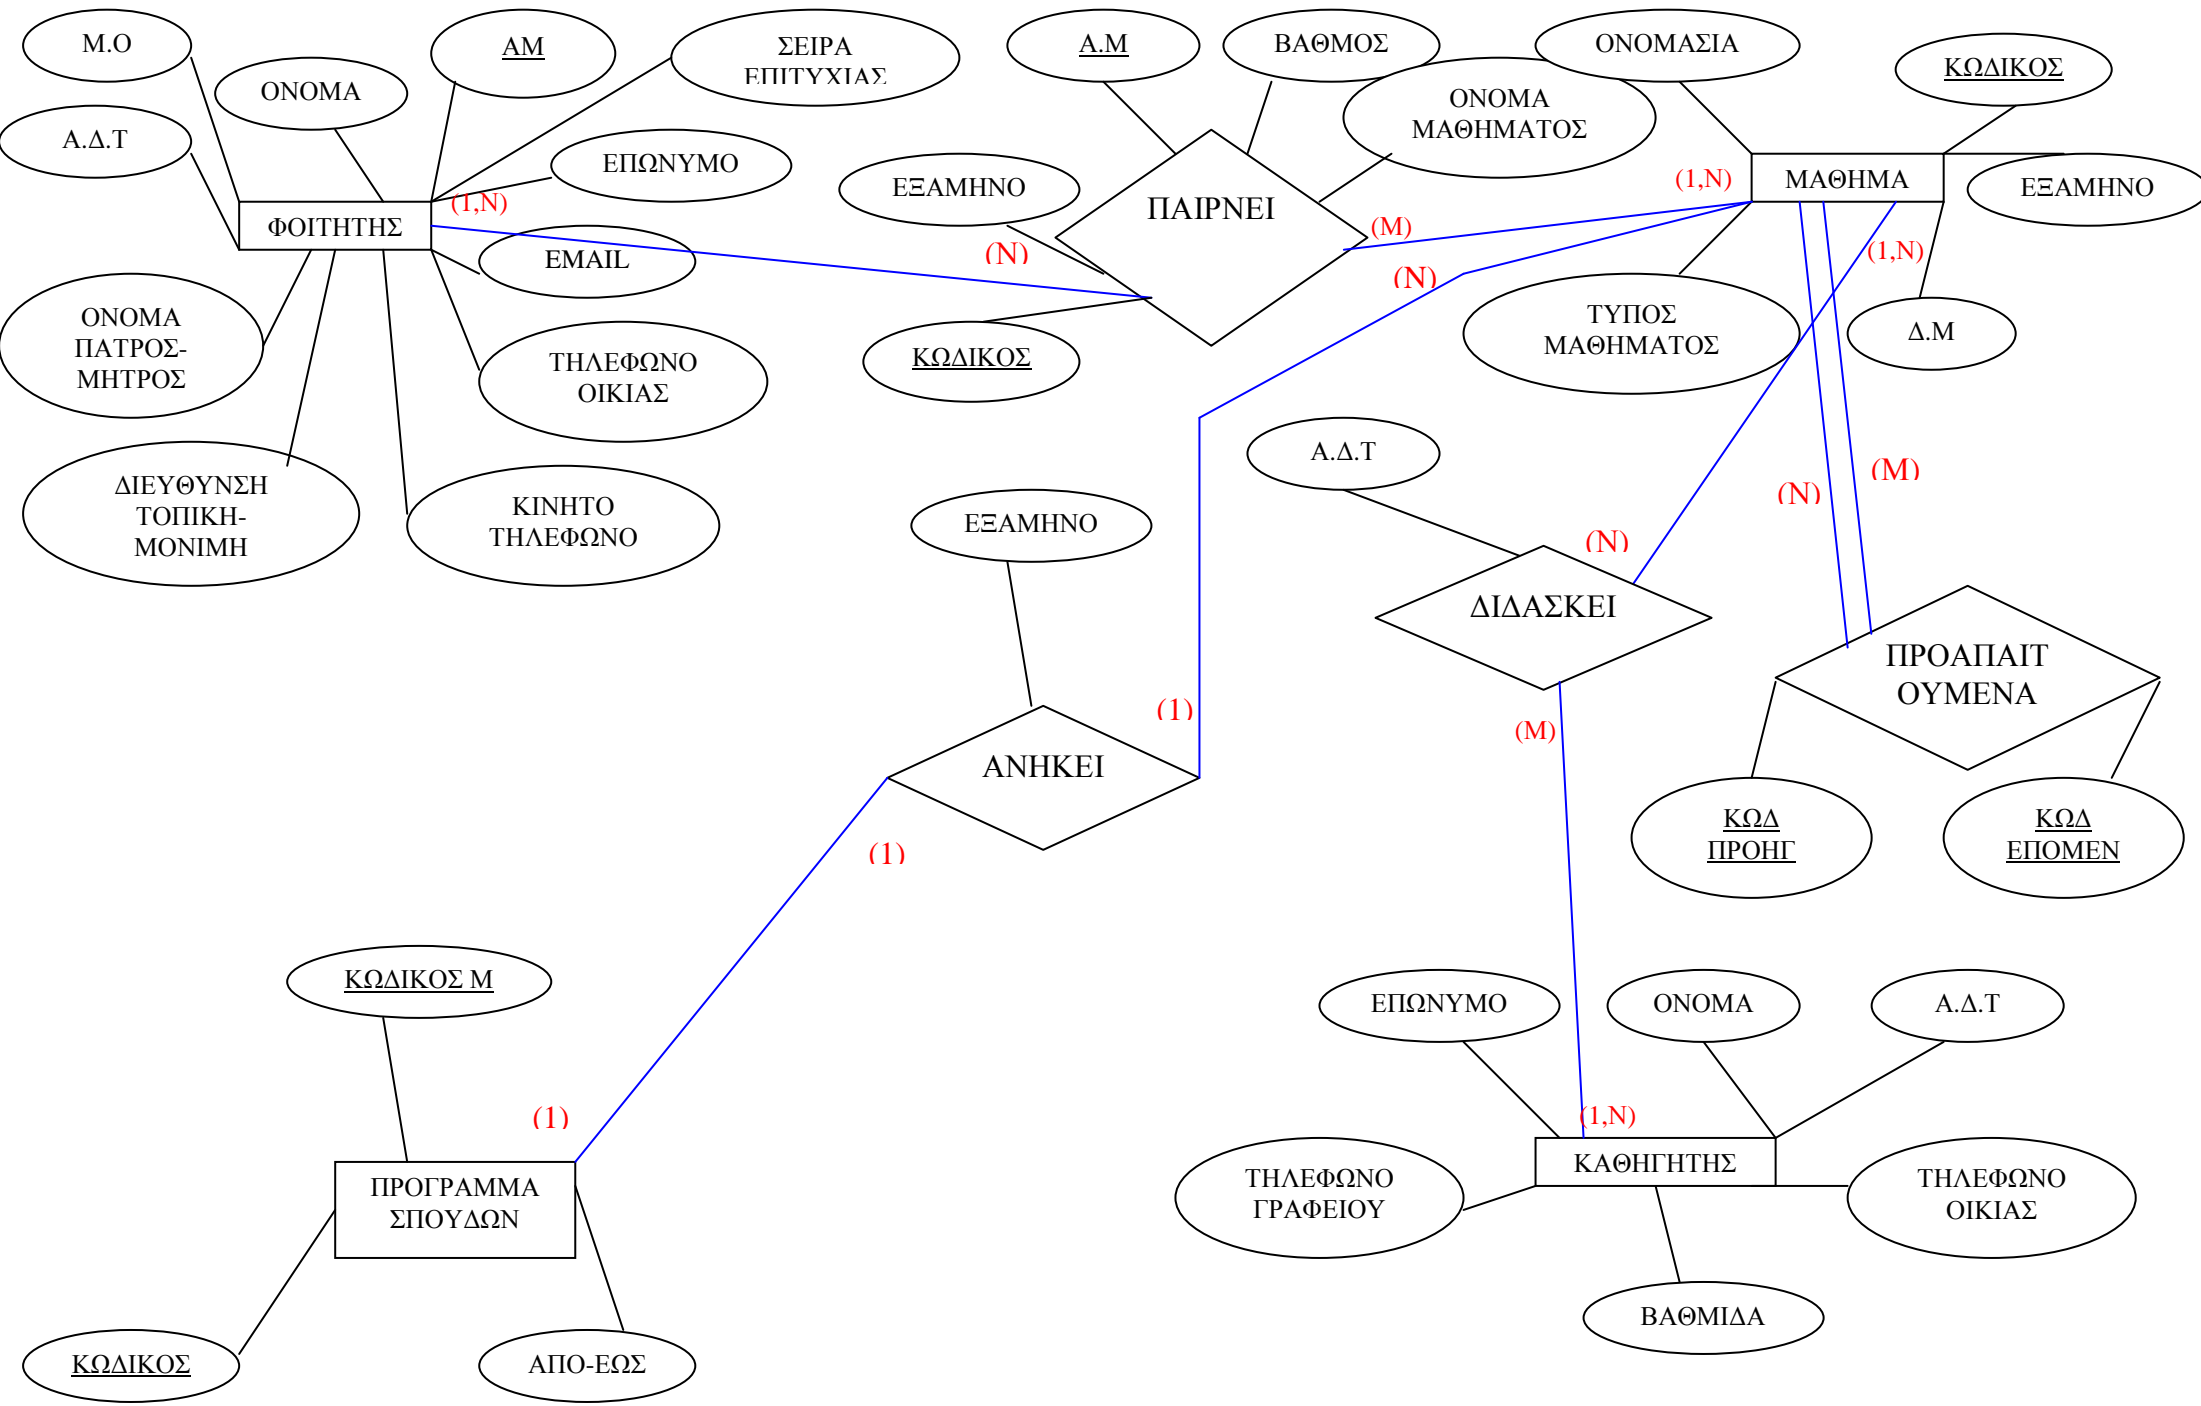 Μ.Ο
ΑΜ
ΣΕΙΡΑ
ΕΠΙΤΥΧΙΑΣ
Α.Μ
ΒΑΘΜΟΣ
ΟΝΟΜΑΣΙΑ
ΚΩΔΙΚΟΣ
ΟΝΟΜΑ
ΟΝΟΜΑ
ΜΑΘΗΜΑΤΟΣ
Α.Δ.Τ
ΕΠΩΝΥΜΟ
ΕΞΑΜΗΝΟ
ΠΑΙΡΝΕΙ
(1,Ν)
ΜΑΘΗΜΑ
ΕΞΑΜΗΝΟ
ΦΟΙΤΗΤΗΣ
(1,Ν)
(Μ)
(Ν)
(Ν)
(1,Ν)
EMAIL
ΟΝΟΜΑ
ΠΑΤΡΟΣ-
ΜΗΤΡΟΣ
ΤΗΛΕΦΩΝΟ
ΟΙΚΙΑΣ
ΚΩΔΙΚΟΣ
ΤΥΠΟΣ
ΜΑΘΗΜΑΤΟΣ
Δ.Μ
Α.Δ.Τ
(Μ)
(Ν)
ΔΙΕΥΘΥΝΣΗ
ΤΟΠΙΚΗ-
ΜΟΝΙΜΗ
ΚΙΝΗΤΟ
ΤΗΛΕΦΩΝΟ
ΕΞΑΜΗΝΟ
(Ν)
ΔΙΔΑΣΚΕΙ
ΠΡΟΑΠΑΙΤ
ΟΥΜΕΝΑ
(1)
(Μ)
ΑΝΗΚΕΙ
(1)
ΚΩΔ
ΠΡΟΗΓ
ΚΩΔ
ΕΠΟΜΕΝ
ΚΩΔΙΚΟΣ Μ
ΕΠΩΝΥΜΟ
ΟΝΟΜΑ
Α.Δ.Τ
(1)
(1,Ν)
ΠΡΟΓΡΑΜΜΑ
ΣΠΟΥΔΩΝ
ΤΗΛΕΦΩΝΟ
ΓΡΑΦΕΙΟΥ
ΚΑΘΗΓΗΤΗΣ
ΤΗΛΕΦΩΝΟ
ΟΙΚΙΑΣ
ΒΑΘΜΙΔΑ
ΚΩΔΙΚΟΣ
ΑΠΟ-ΕΩΣ